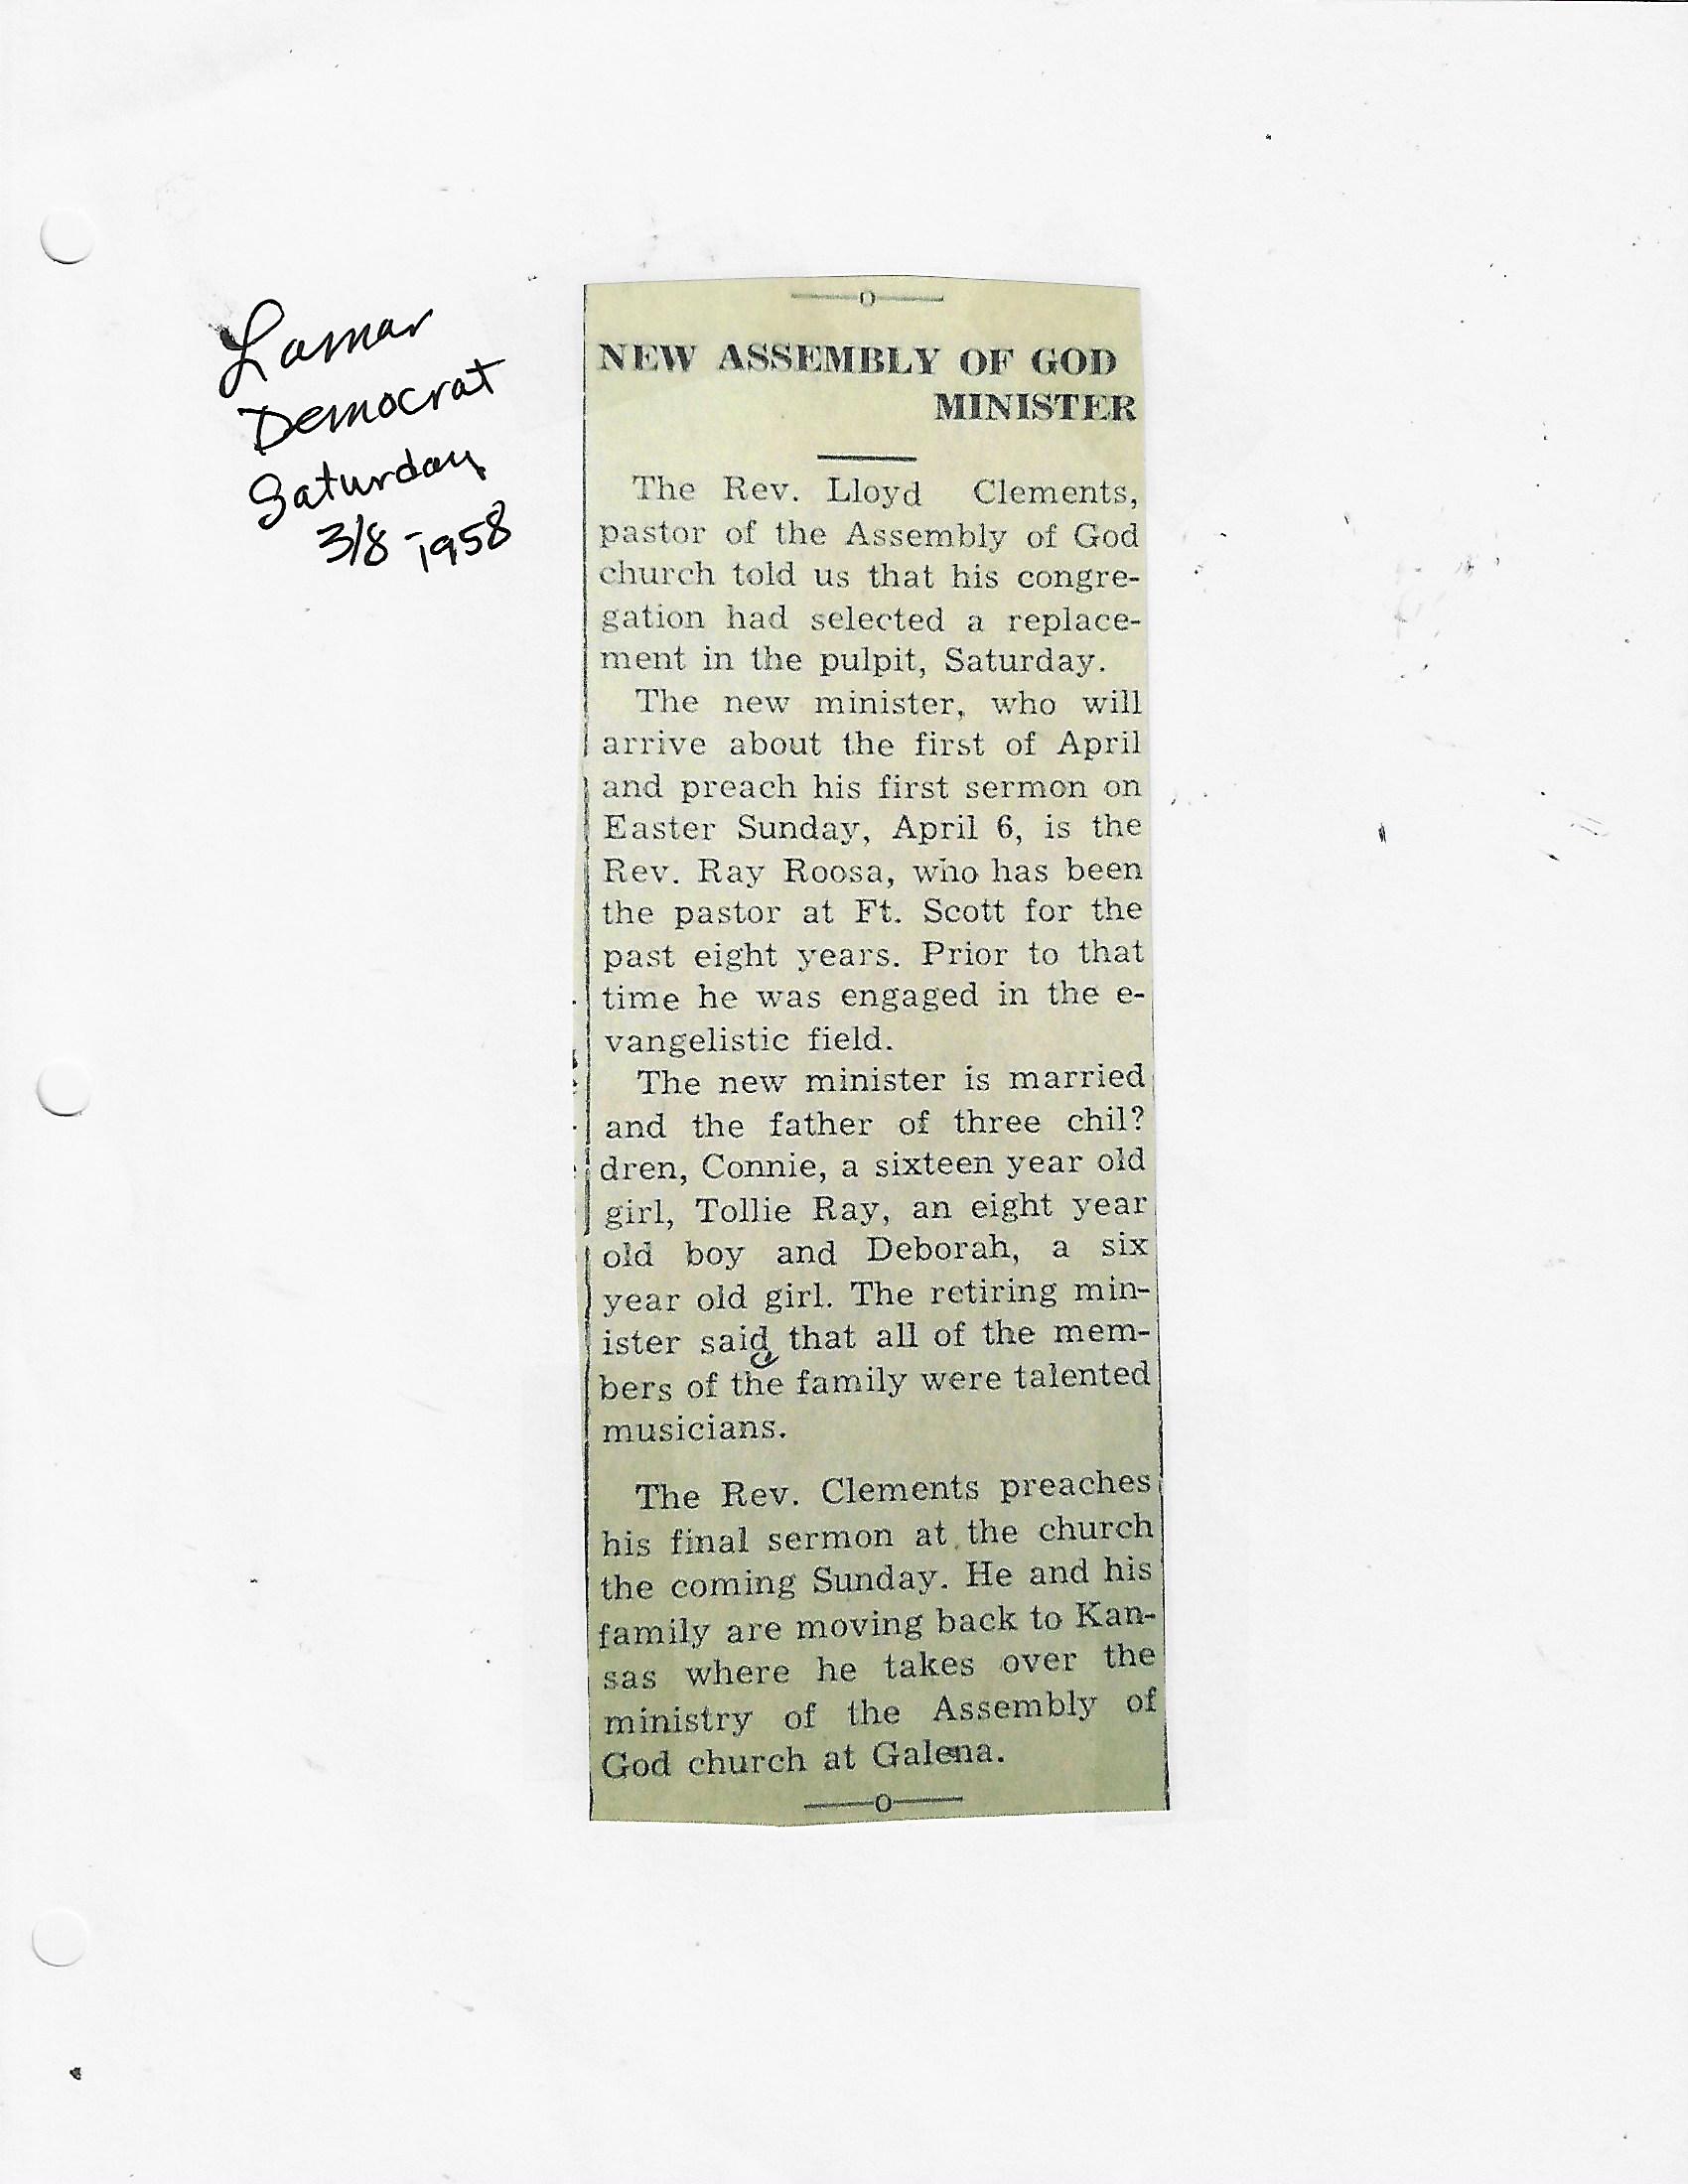 Lamar
Democrat
Saturday
3/8-1958
O
NEW ASSEMBLY OF GOD
MINISTER
The Rev. Lloyd Clements,
pastor of the Assembly of God
church told us that his congre-
gation had selected a replace-
ment in the pulpit, Saturday.
The new minister, who will
arrive about the first of April
and preach his first sermon on
Easter Sunday, April 6, is the
Rev. Ray Roosa, who has been
the pastor at Ft. Scott for the
past eight years. Prior to that
time he was engaged in the e-
vangelistic field.
The new minister is married
and the father of three chil?
dren, Connie, a sixteen year old
girl, Tollie Ray, an eight year
old boy and Deborah, a six
year old girl. The retiring min-
ister said that all of the mem-
bers of the family were talented
musicians.
The Rev. Clements preaches
his final sermon at the church
the coming Sunday. He and his
family are moving back to Kan-
sas where he takes over the
ministry of the Assembly of
God church at Galena.
O